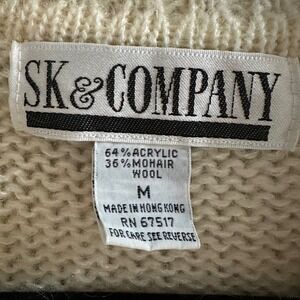 SK & COMPANY
64% ACRYLIC
36% MOHAIR
WOOL
M
MADE IN HONG KONG
RN 67517
FOR CARE SEE REVERSE